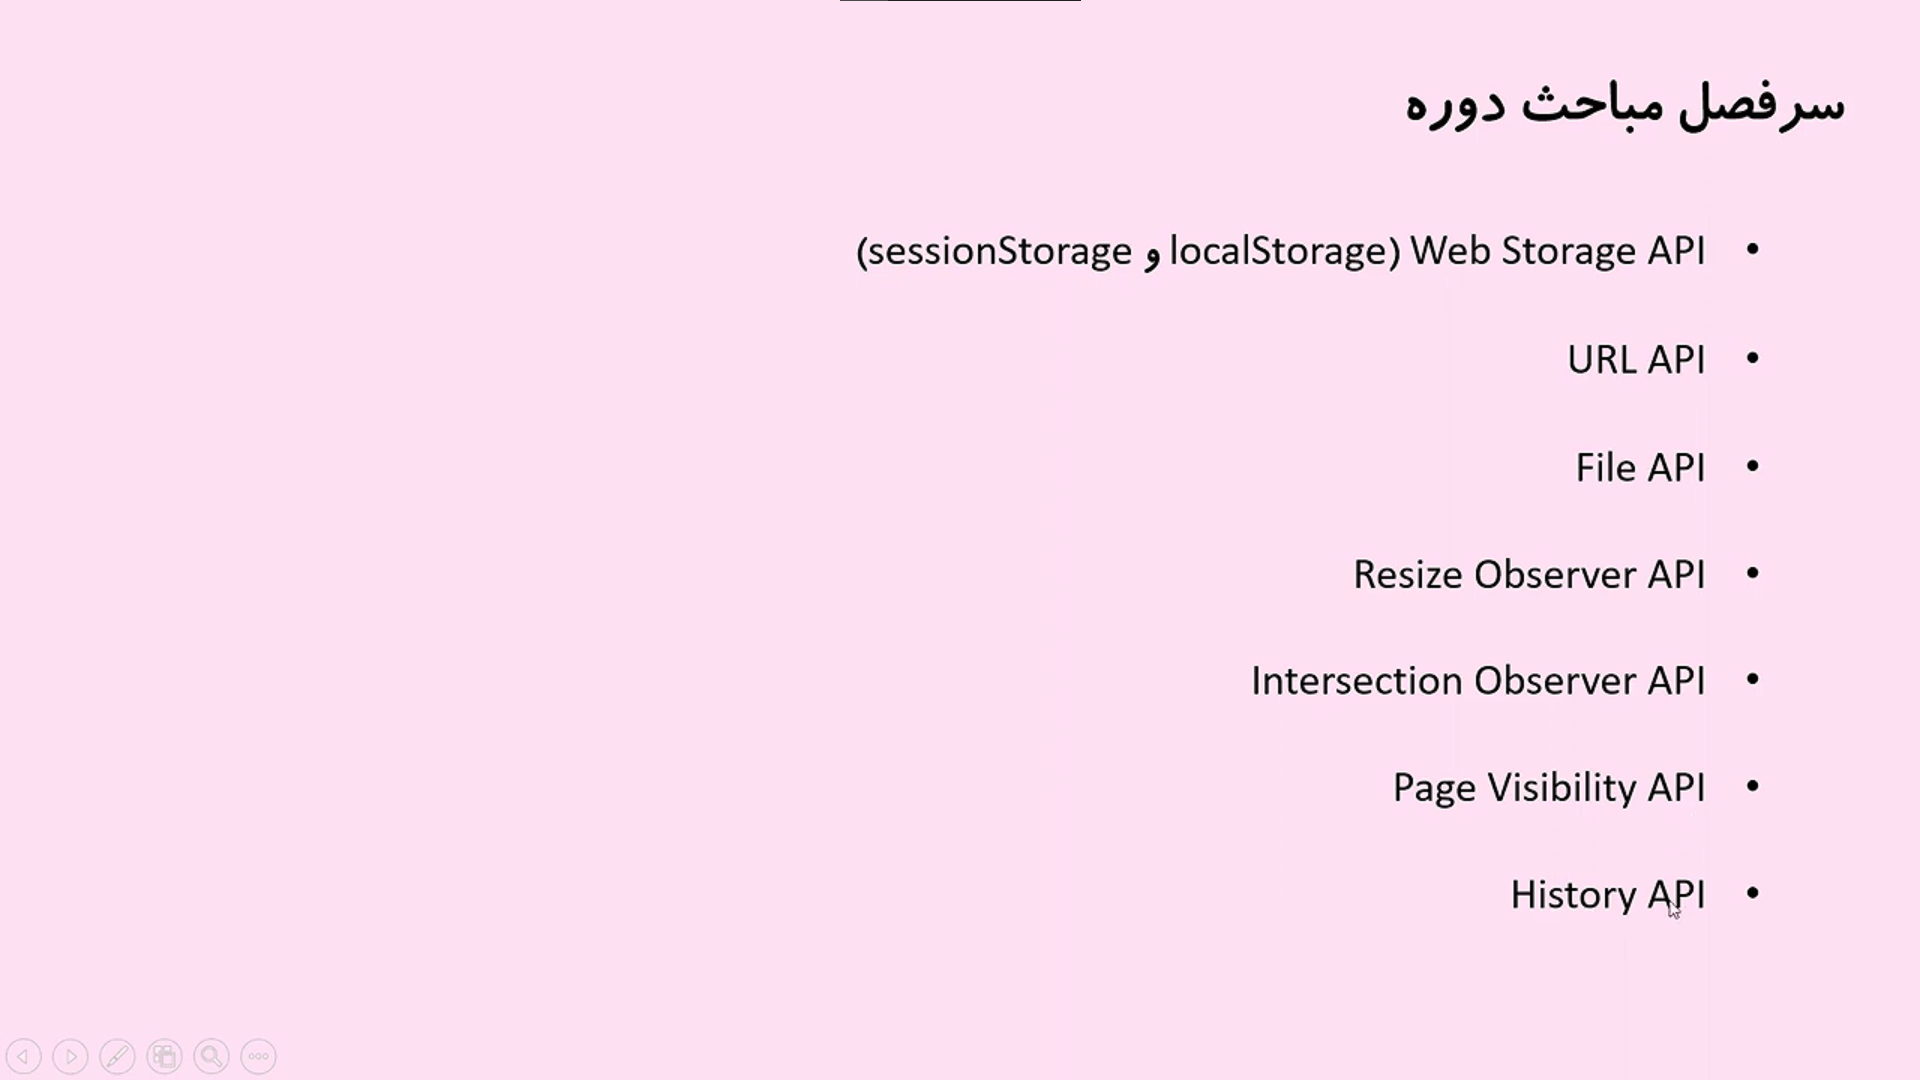 سرفصل مباحث دوره
Web Storage API (localStorage و sessionStorage)
URL API
File API
Resize Observer API
Intersection Observer API
Page Visibility API
History API